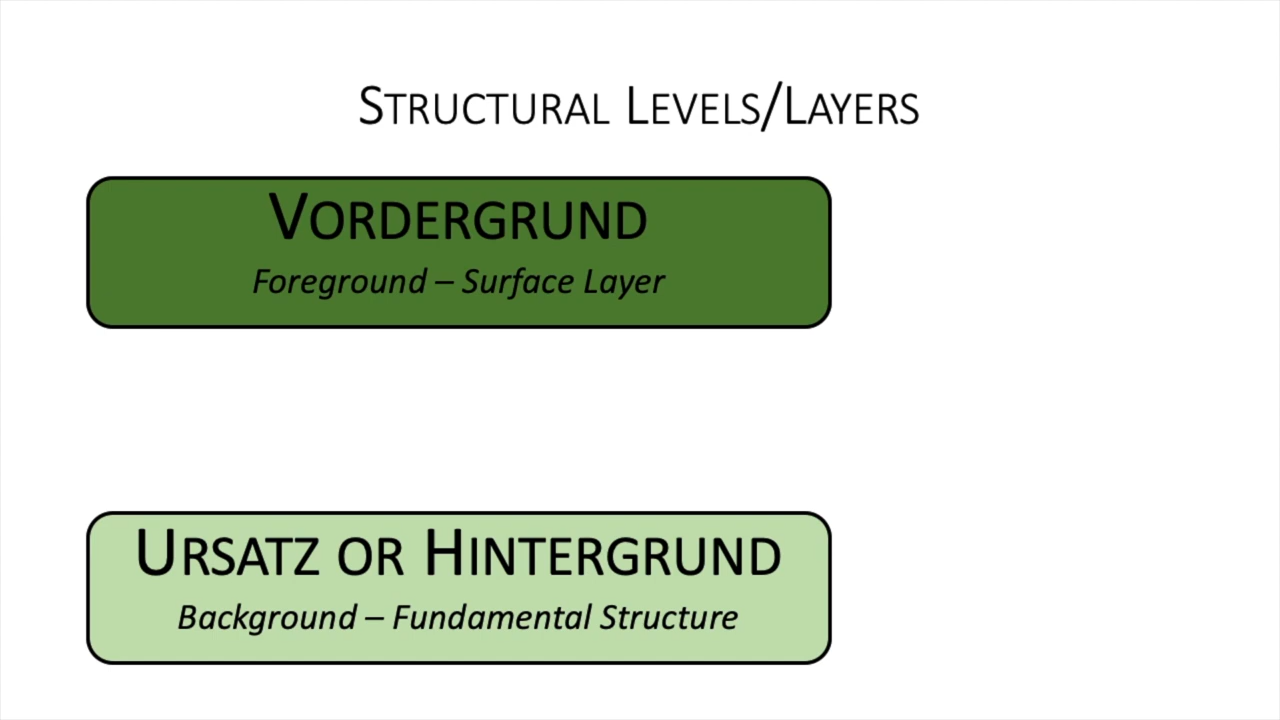 Structural Levels/Layers
Vordergrund
Foreground – Surface Layer
Ursatz or Hintergrund
Background – Fundamental Structure